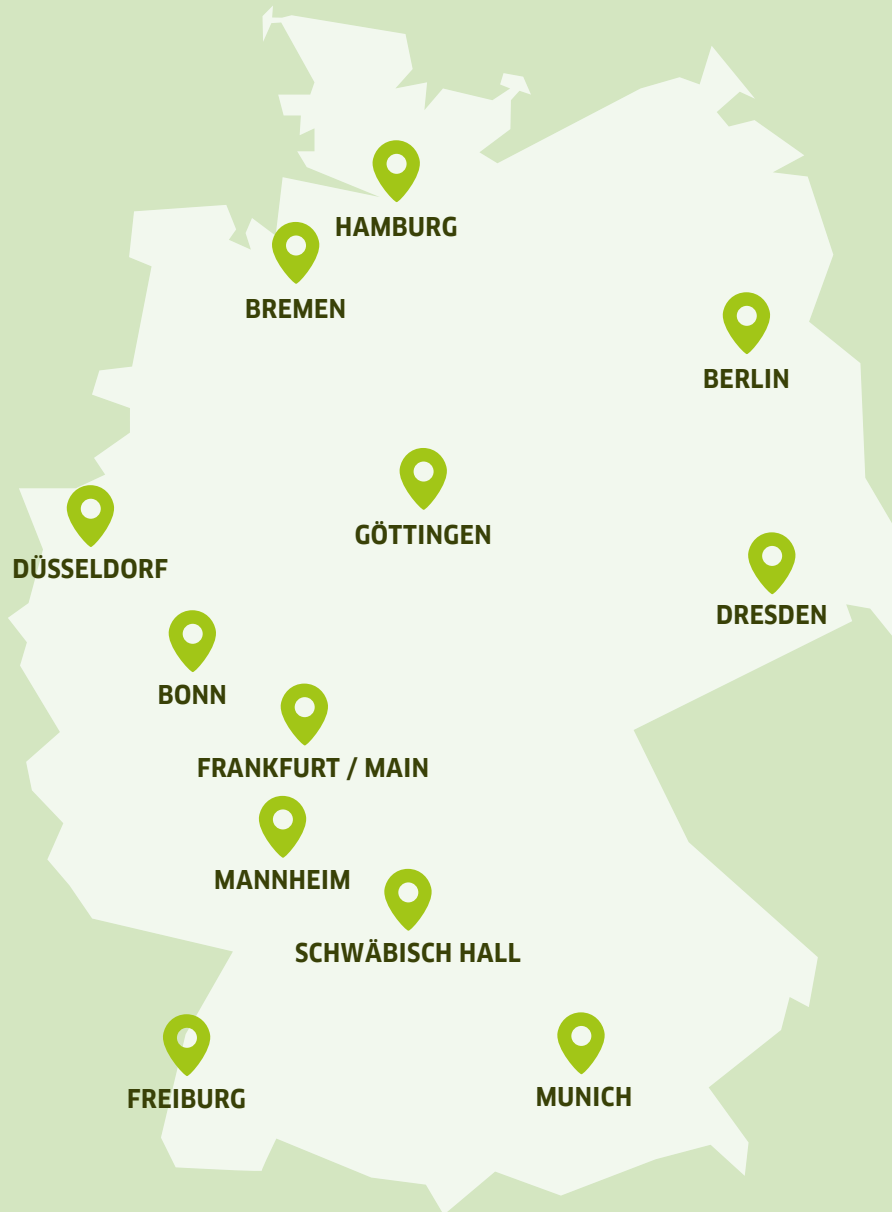 HAMBURG
BREMEN
BERLIN
GÖTTINGEN
DÜSSELDORF
DRESDEN
BONN
FRANKFURT / MAIN
MANNHEIM
SCHWÄBISCH HALL
FREIBURG
MUNICH